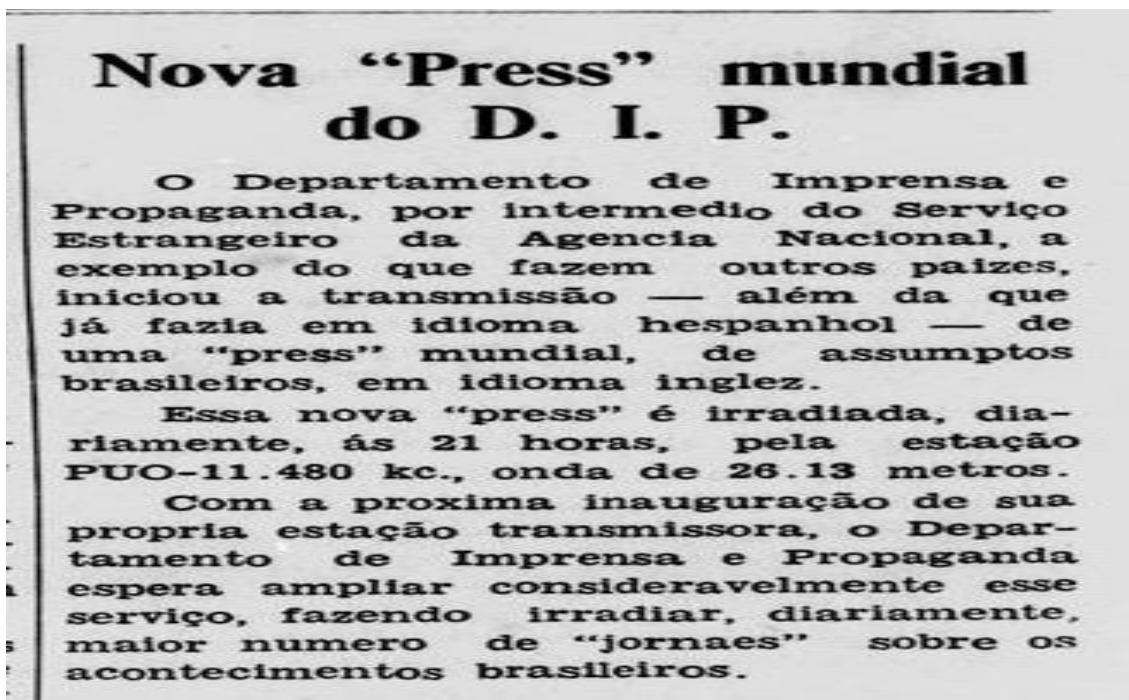 Nova “Press” mundial
do D. I. P.
O Departamento de Imprensa e
Propaganda, por intermedio do Serviço
Estrangeiro da Agencia Nacional, a
exemplo do que fazem outros paizes,
iniciou a transmissão — além da que
já fazia em idioma hespanhol — de
uma “press” mundial, de assumptos
brasileiros, em idioma inglez.
Essa nova “press” é irradiada, dia-
riamente, ás 21 horas, pela estação
PUO-11.480 kc., onda de 26.13 metros.
Com a proxima inauguração de sua
propria estação transmissora, o Depar-
tamento de Imprensa e Propaganda
espera ampliar consideravelmente esse
serviço, fazendo irradiar, diariamente,
maior numero de “jornaes” sobre os
acontecimentos brasileiros.